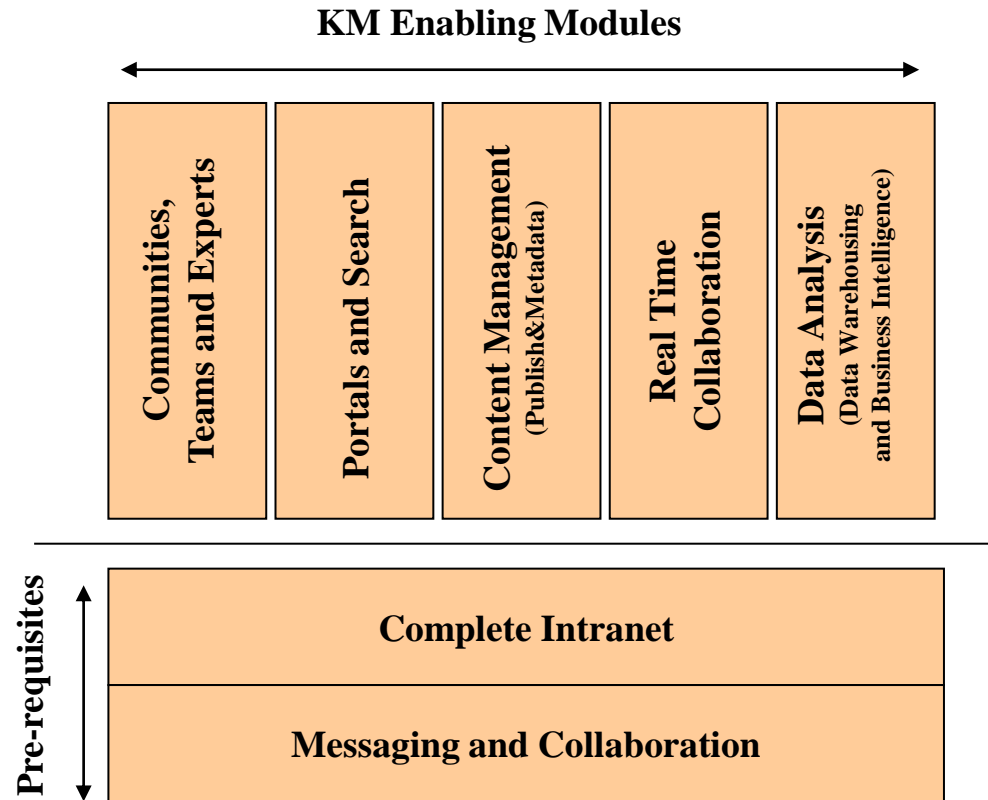 KM Enabling Modules
Communities,
Teams and Experts
Portals and Search
Content Management
(Publish&Metadata)
Real Time
Collaboration
Data Analysis
(Data Warehousing
and Business Intelligence)
Pre-requisites
Complete Intranet
Messaging and Collaboration